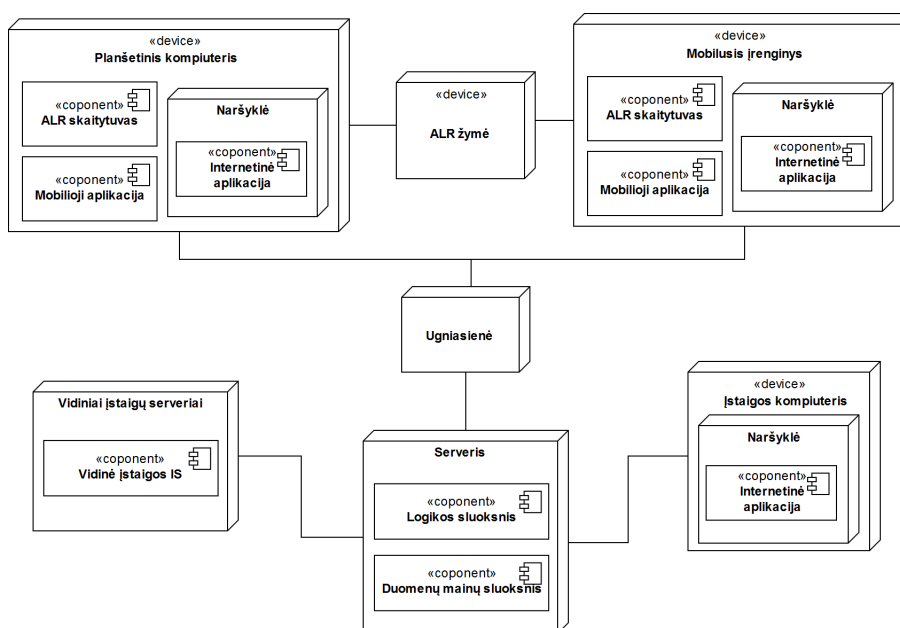 «device»
Planšetinis kompiuteris
«coponent»
ALR skaitytuvas
«coponent»
Mobilioji aplikacija
Naršyklė
«coponent»
Internetinė
aplikacija
«device»
ALR žymė
«device»
Mobilusis įrenginys
«coponent»
ALR skaitytuvas
«coponent»
Mobilioji aplikacija
Naršyklė
«coponent»
Internetinė
aplikacija
Ugniasienė
Vidiniai įstaigų serveriai
«coponent»
Vidinė įstaigos IS
Serveris
«coponent»
Logikos sluoksnis
«coponent»
Duomenų mainų sluoksnis
«device»
Įstaigos kompiuteris
Naršyklė
«coponent»
Internetinė
aplikacija